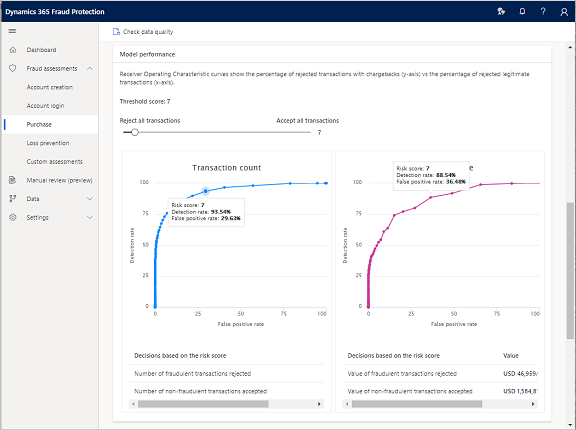 Dynamics 365 Fraud Protection
Check data quality
Dashboard
Fraud assessments
Account creation
Account login
Purchase
Loss prevention
Custom assessments
Manual review (preview)
Data
Settings
Model performance
Receiver Operating Characteristic curves show the percentage of rejected transactions with chargebacks (y-axis) vs the percentage of rejected legitimate
transactions (x-axis).
Threshold score: 7
Reject all transactions
Accept all transactions
7
Transaction count
100
75
50
25
0
Detection rate
Risk score: 7
Detection rate: 93.54%
False positive rate: 29.63%
0
25
50
75
100
False positive rate
Decisions based on the risk score
Number of fraudulent transactions rejected
Number of non-fraudulent transactions accepted
Risk score: 7
Detection rate: 88.54%
False positive rate: 36.48%
100
75
50
25
0
Detection rate
0
25
50
75
100
False positive rate
Decisions based on the risk score Value
Value of fraudulent transactions rejected USD 46,959
Value of non-fraudulent transactions accepted USD 1,584,8